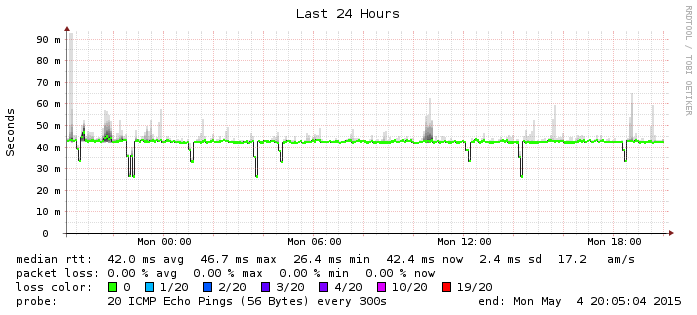 Last 24 Hours
RRDTOOL / TOBI OETIKER
Seconds
90 m
80 m
70 m
60 m
50 m
40 m
30 m
20 m
10 m
0
Mon 00:00 Mon 06:00 Mon 12:00 Mon 18:00
median rtt: 42.0 ms avg 46.7 ms max 26.4 ms min 42.4 ms now 2.4 ms sd 17.2 am/s
packet loss: 0.00 % avg 0.00 % max 0.00 % min 0.00 % now
loss color: 0 1/20 2/20 3/20 4/20 10/20 19/20
probe: 20 ICMP Echo Pings (56 Bytes) every 300s end: Mon May 4 20:05:04 2015